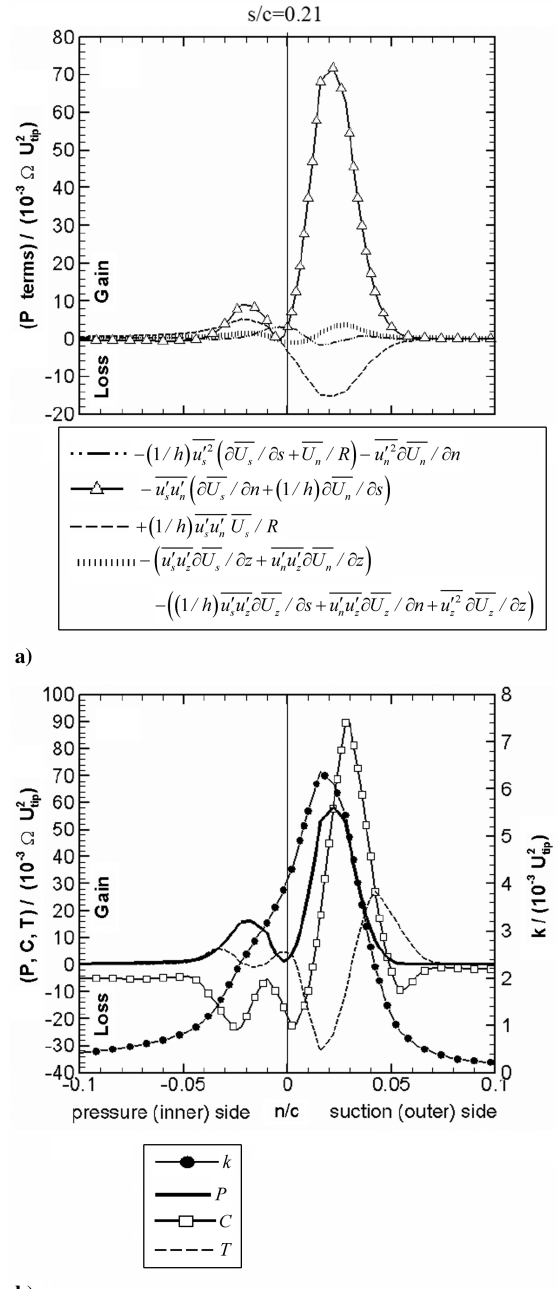 s/c=0.21
80
70
60
50
40
30
20
10
0
-10
-20
(P terms) / (10⁻³ Ω U²tip)
Gain
Loss
−(1/h)u′s²(∂Us/∂s+Un/R)−u′n²∂Un/∂n
−u′su′n(∂Us/∂n+(1/h)∂Un/∂s)
+(1/h)u′su′n Us/R
−(u′su′z∂Us/∂z+u′nu′z∂Un/∂z)
−((1/h)u′su′z∂Uz/∂s+u′nu′z∂Uz/∂n+u′z² ∂Uz/∂z)
a)
100
90
80
70
60
50
40
30
20
10
0
-10
-20
-30
-40
(P, C, T) / (10⁻³ Ω U²tip)
Gain
Loss
8
7
6
5
4
3
2
1
0
k / (10⁻³ U²tip)
-0.1 -0.05 0 0.05 0.1
pressure (inner) side n/c suction (outer) side
k
P
C
T